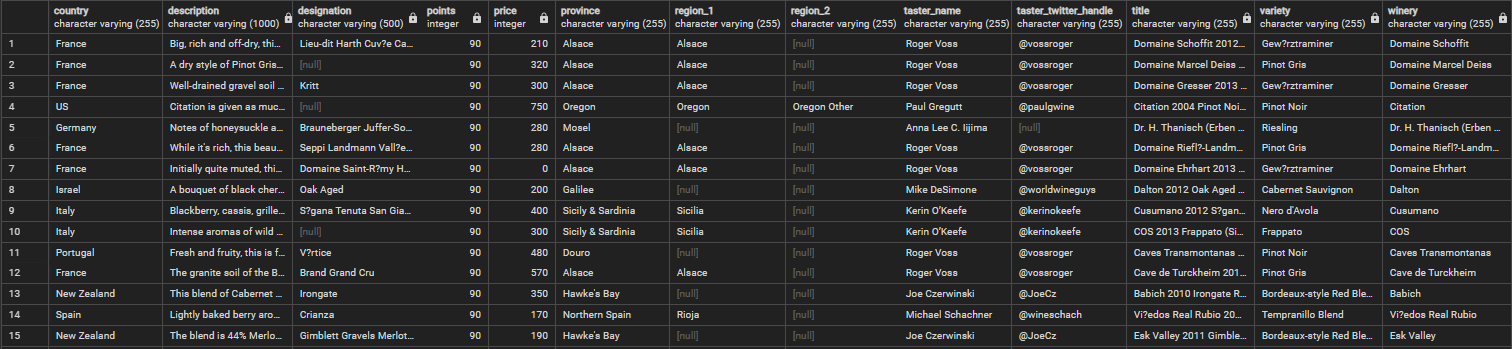 country description designation points price province region_1 region_2 taster_name taster_twitter_handle title variety winery
character varying (255) character varying (1000) character varying (500) integer integer character varying (255) character varying (255) character varying (255) character varying (255) character varying (255) character varying (255) character varying (255) character varying (255)
1 France Big, rich and off-dry, thi... Lieu-dit Harth Cuv?e Ca... 90 210 Alsace Alsace [null] Roger Voss @vossroger Domaine Schoffit 2012... Gew?rztraminer Domaine Schoffit
2 France A dry style of Pinot Gris... [null] 90 320 Alsace Alsace [null] Roger Voss @vossroger Domaine Marcel Deiss ... Pinot Gris Domaine Marcel Deiss
3 France Well-drained gravel soil ... Kritt 90 300 Alsace Alsace [null] Roger Voss @vossroger Domaine Gresser 2013 ... Gew?rztraminer Domaine Gresser
4 US Citation is given as muc... [null] 90 750 Oregon Oregon Oregon Other Paul Gregutt @paulgwine Citation 2004 Pinot Noi... Pinot Noir Citation
5 Germany Notes of honeysuckle a... Brauneberger Juffer-So... 90 280 Mosel [null] [null] Anna Lee C. Iijima [null] Dr. H. Thanisch (Erben ... Riesling Dr. H. Thanisch (Erben ...
6 France While it's rich, this beau... Seppi Landmann Vall?e... 90 280 Alsace Alsace [null] Roger Voss @vossroger Domaine Riefl?-Landm... Pinot Gris Domaine Riefl?-Landm...
7 France Initially quite muted, thi... Domaine Saint-R?my H... 90 0 Alsace Alsace [null] Roger Voss @vossroger Domaine Ehrhart 2013 ... Gew?rztraminer Domaine Ehrhart
8 Israel A bouquet of black cher... Oak Aged 90 200 Galilee [null] [null] Mike DeSimone @worldwineguys Dalton 2012 Oak Aged ... Cabernet Sauvignon Dalton
9 Italy Blackberry, cassis, grille... S?gana Tenuta San Gia... 90 400 Sicily & Sardinia Sicilia [null] Kerin O'Keefe @kerinokeefe Cusumano 2012 S?gan... Nero d'Avola Cusumano
10 Italy Intense aromas of wild ... [null] 90 300 Sicily & Sardinia Sicilia [null] Kerin O'Keefe @kerinokeefe COS 2013 Frappato (Si... Frappato COS
11 Portugal Fresh and fruity, this is f... V?rtice 90 480 Douro [null] [null] Roger Voss @vossroger Caves Transmontanas ... Pinot Noir Caves Transmontanas
12 France The granite soil of the B... Brand Grand Cru 90 570 Alsace Alsace [null] Roger Voss @vossroger Cave de Turckheim 201... Pinot Gris Cave de Turckheim
13 New Zealand This blend of Cabernet ... Irongate 90 350 Hawke's Bay [null] [null] Joe Czerwinski @JoeCz Babich 2010 Irongate R... Bordeaux-style Red Ble... Babich
14 Spain Lightly baked berry aro... Crianza 90 170 Northern Spain Rioja [null] Michael Schachner @wineschach Vi?edos Real Rubio 20... Tempranillo Blend Vi?edos Real Rubio
15 New Zealand The blend is 44% Merlo... Gimblett Gravels Merlot... 90 190 Hawke's Bay [null] [null] Joe Czerwinski @JoeCz Esk Valley 2011 Gimble... Bordeaux-style Red Ble... Esk Valley